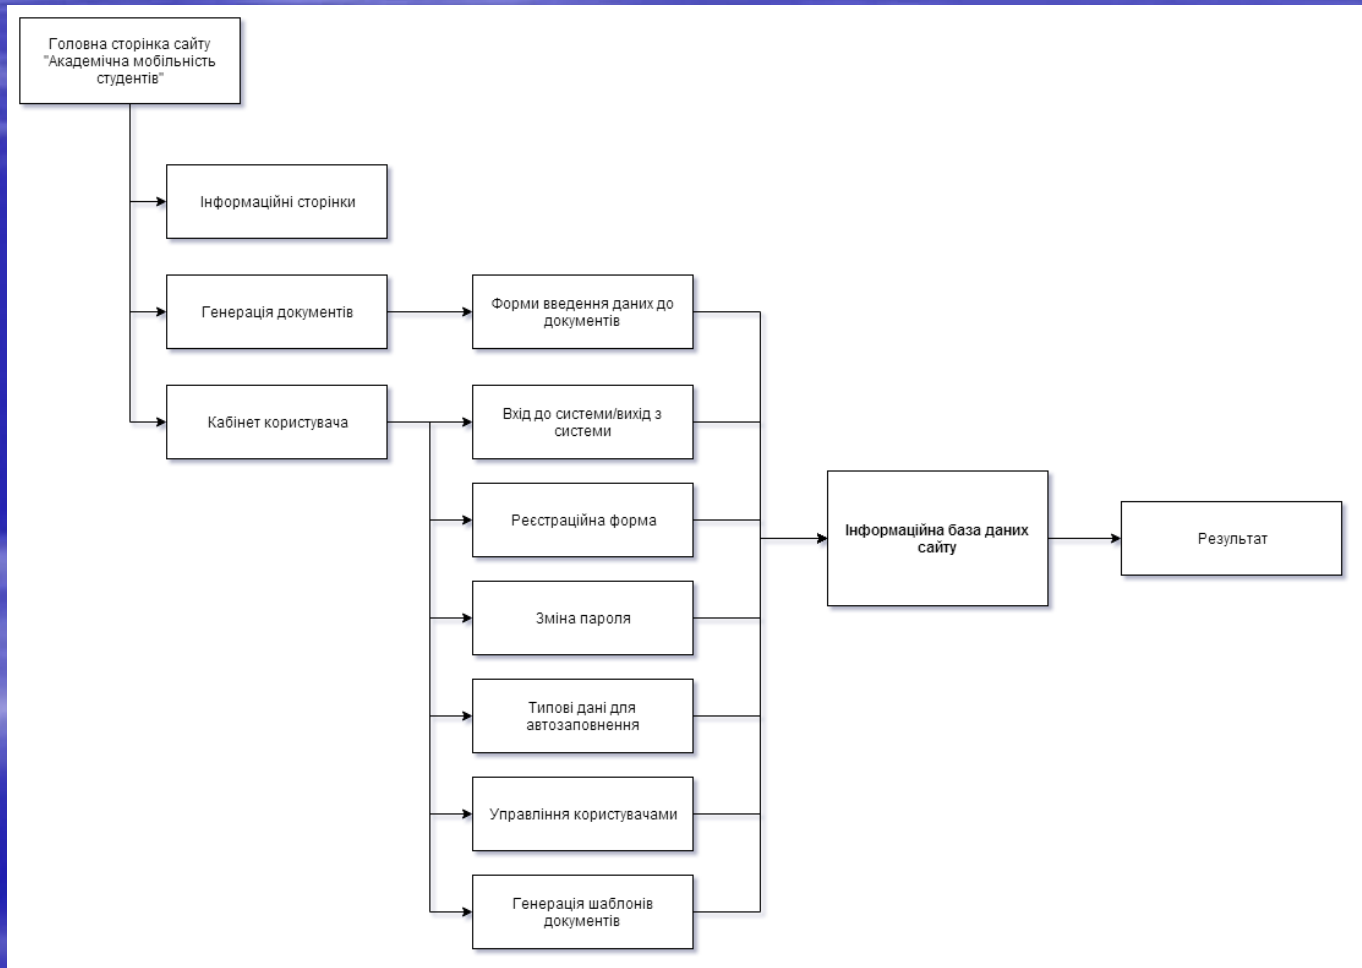 Головна сторінка сайту
"Академічна мобільність
студентів"
Інформаційні сторінки
Генерація документів
Форми введення даних до
документів
Кабінет користувача
Вхід до системи/вихід з
системи
Реєстраційна форма
Зміна пароля
Типові дані для
автозаповнення
Управління користувачами
Генерація шаблонів
документів
Інформаційна база даних
сайту
Результат